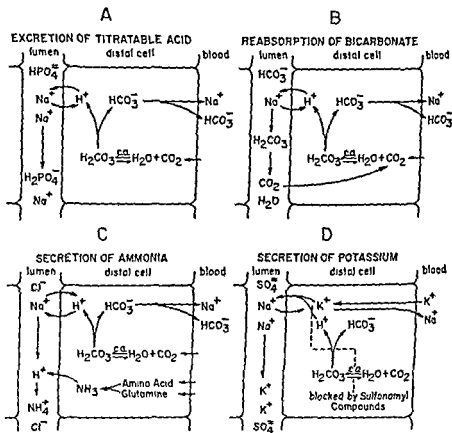 A
EXCRETION OF TITRATABLE ACID
lumen distal cell blood
HPO₄⁼
Na⁺ H⁺ HCO₃⁻ Na⁺
Na⁺ HCO₃⁻
H₂CO₃ ca H₂O+CO₂
H₂PO₄⁻
Na⁺
B
REABSORPTION OF BICARBONATE
lumen distal cell blood
HCO₃⁻
Na⁺ H⁺ HCO₃⁻ Na⁺
HCO₃⁻
H₂CO₃ H₂CO₃ ca H₂O+CO₂
CO₂
H₂O
C
SECRETION OF AMMONIA
lumen distal cell blood
Cl⁻
Na⁺ H⁺ HCO₃⁻ Na⁺
Na⁺ HCO₃⁻
H₂CO₃ ca H₂O+CO₂
H⁺
NH₃ Amino Acid
Glutamine
NH₄⁺
Cl⁻
D
SECRETION OF POTASSIUM
lumen distal cell blood
SO₄⁼
Na⁺ K⁺ K⁺
Na⁺ H⁺ HCO₃⁻ Na⁺
H₂CO₃ ca H₂O+CO₂
K⁺ blocked by Sulfonamyl
K⁺ Compounds
SO₄⁼